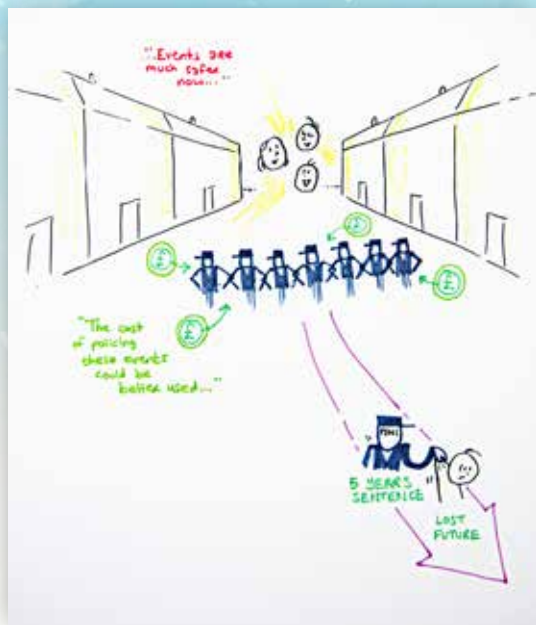 "Events are
much safer
now..."
£
£
£
£
"The cost
of policing
these events
could be
better used..."
5 YEARS
SENTENCE"
LOST
FUTURE